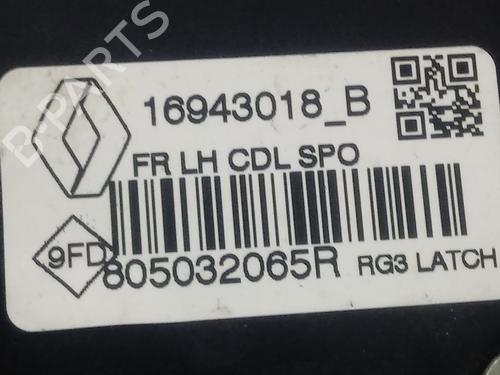 16943018_B
FR LH CDL SPO
9FD
805032065R
RG3 LATCH
B-PARTS